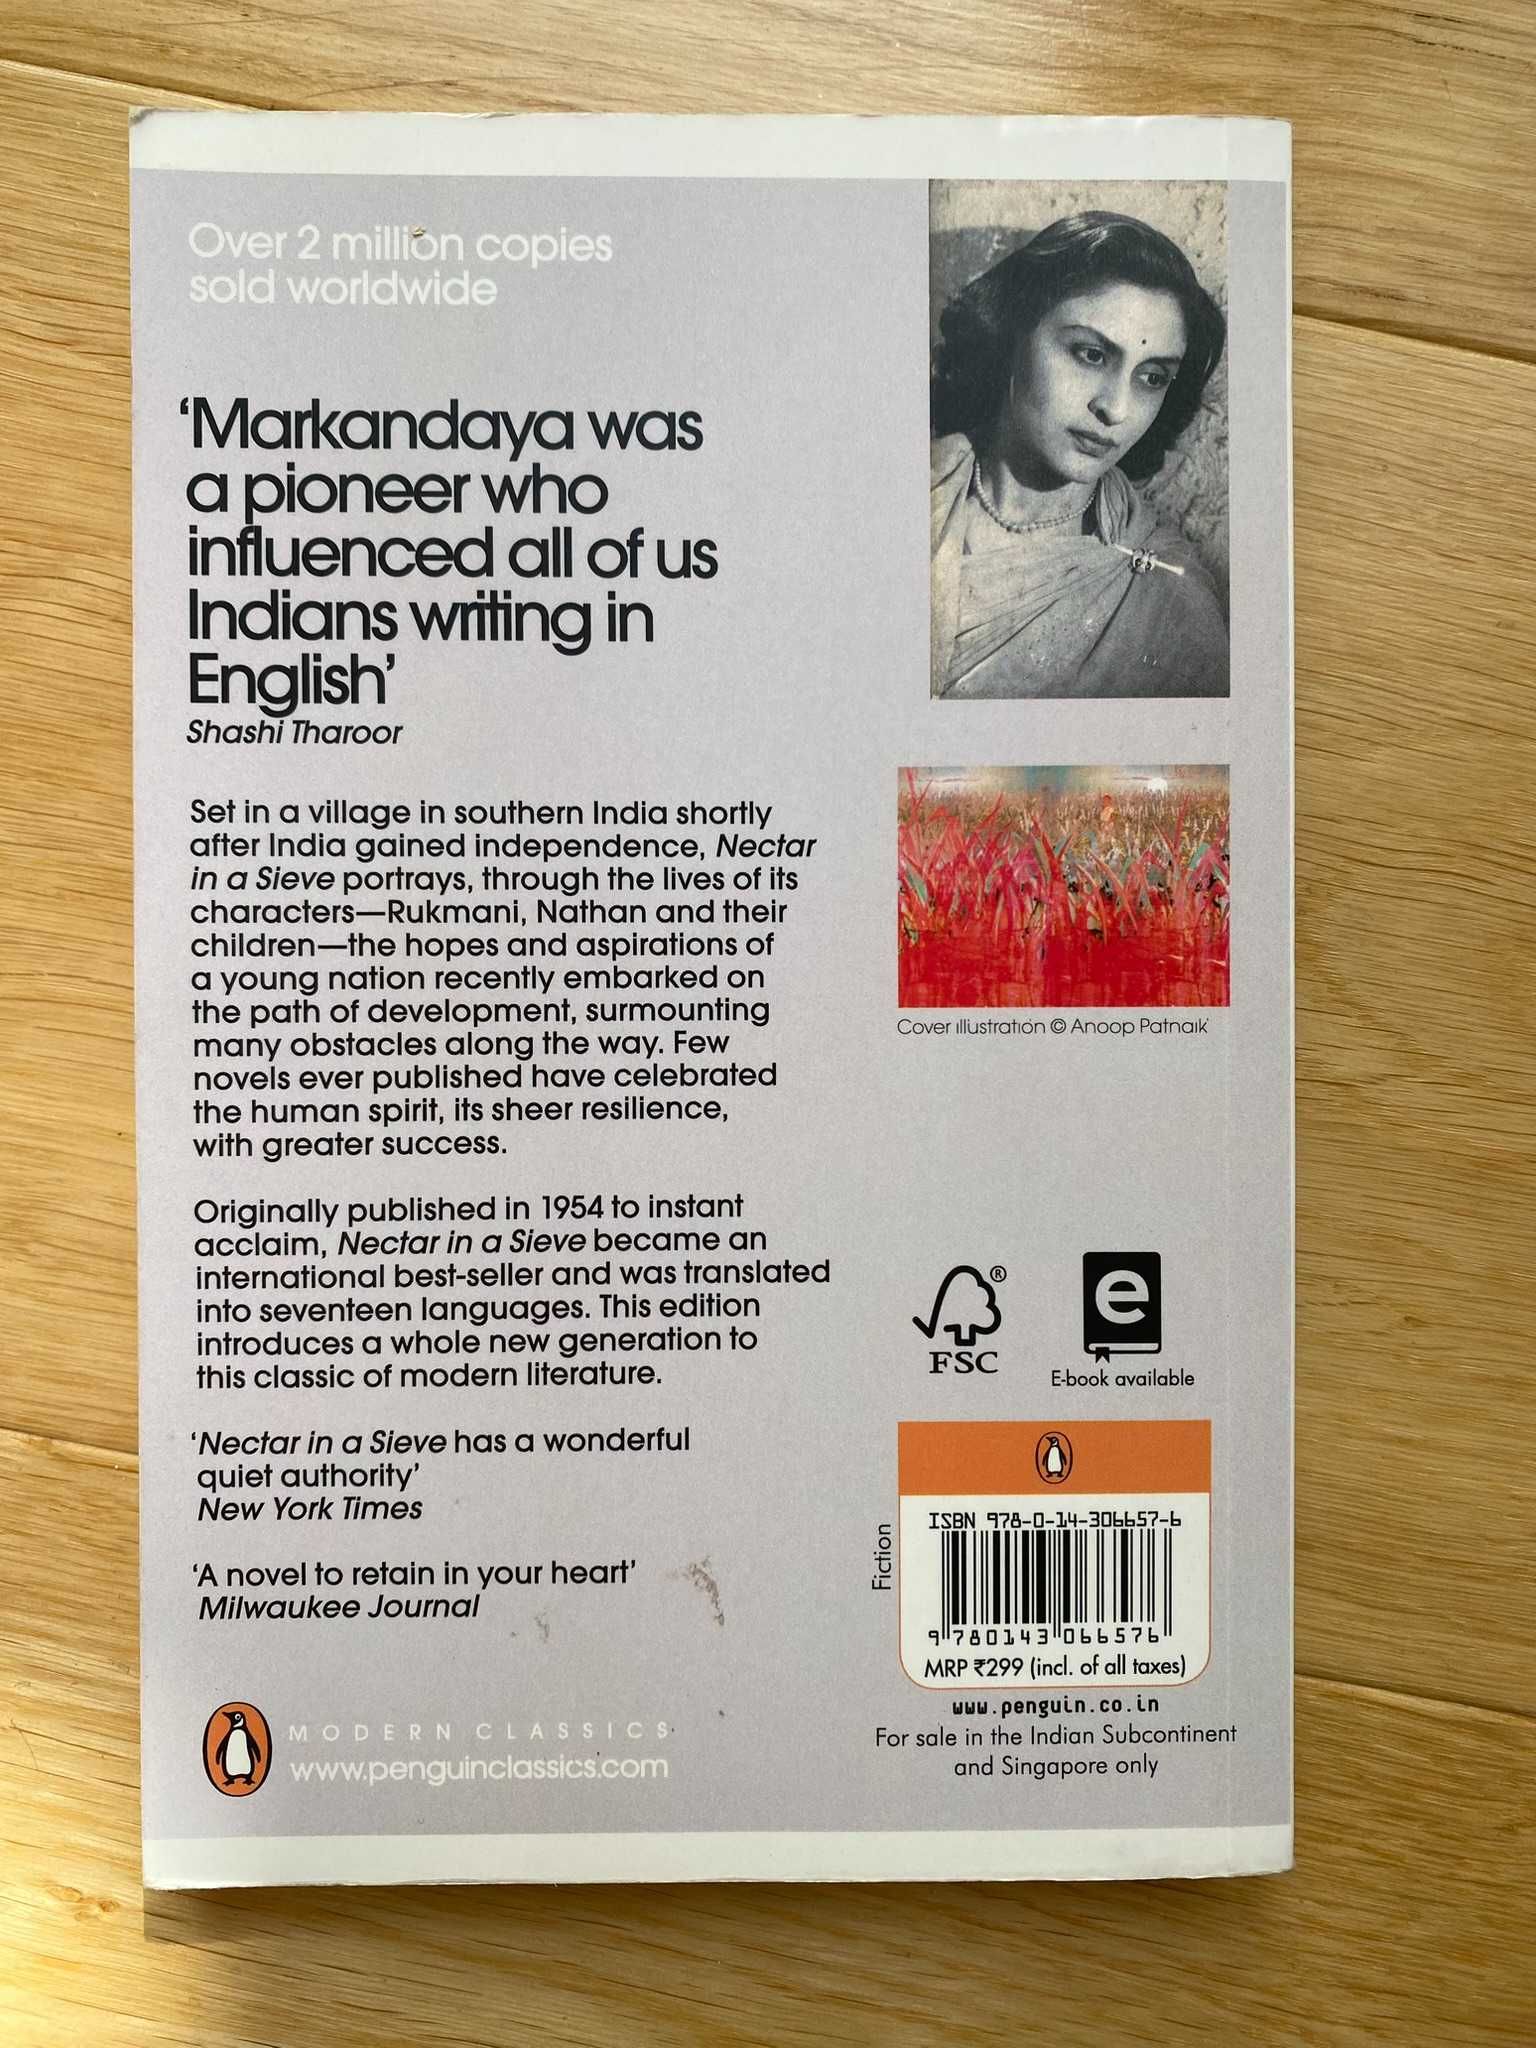 Over 2 million copies
sold worldwide
‘Markandaya was
a pioneer who
influenced all of us
Indians writing in
English’
Shashi Tharoor
Set in a village in southern India shortly
after India gained independence, Nectar
in a Sieve portrays, through the lives of its
characters—Rukmani, Nathan and their
children—the hopes and aspirations of
a young nation recently embarked on
the path of development, surmounting
many obstacles along the way. Few
novels ever published have celebrated
the human spirit, its sheer resilience,
with greater success.
Originally published in 1954 to instant
acclaim, Nectar in a Sieve became an
international best-seller and was translated
into seventeen languages. This edition
introduces a whole new generation to
this classic of modern literature.
‘Nectar in a Sieve has a wonderful
quiet authority’
New York Times
‘A novel to retain in your heart’
Milwaukee Journal
MODERN CLASSICS
www.penguinclassics.com
Cover illustration © Anoop Patnaik
®
FSC
e
E-book available
Fiction
ISBN 978-0-14-306657-6
9 780143 066576
MRP ₹299 (incl. of all taxes)
www.penguin.co.in
For sale in the Indian Subcontinent
and Singapore only